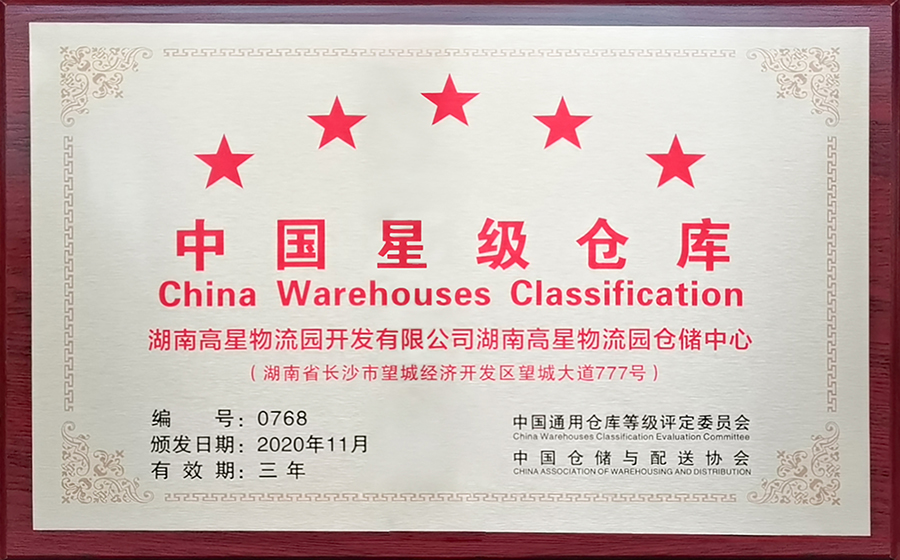 中国星级仓库
China Warehouses Classification
湖南高星物流园开发有限公司湖南高星物流园仓储中心
（湖南省长沙市望城经济开发区望城大道777号）
编 号：0768
颁发日期：2020年11月
有 效 期：三 年
中国通用仓库等级评定委员会
China Warehouses Classification Evaluation Committee
中国仓储与配送协会
CHINA ASSOCIATION OF WAREHOUSING AND DISTRIBUTION